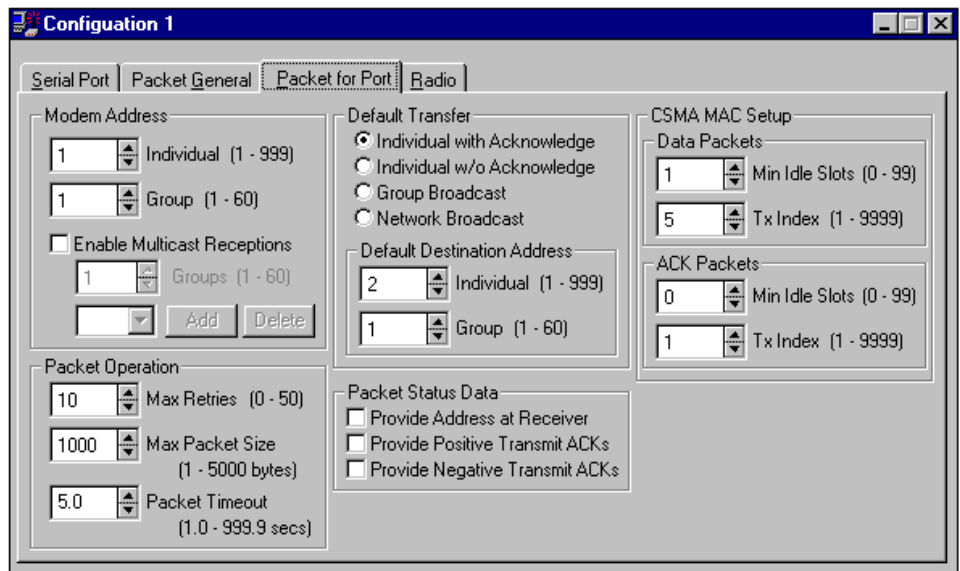 Configuation 1
Serial Port
Packet General
Packet for Port
Radio
Modem Address
1 Individual (1 - 999)
1 Group (1 - 60)
Enable Multicast Receptions
1 Groups (1 - 60)
Add Delete
Packet Operation
10 Max Retries (0 - 50)
1000 Max Packet Size
(1 - 5000 bytes)
5.0 Packet Timeout
(1.0 - 999.9 secs)
Default Transfer
Individual with Acknowledge
Individual w/o Acknowledge
Group Broadcast
Network Broadcast
Default Destination Address
2 Individual (1 - 999)
1 Group (1 - 60)
Packet Status Data
Provide Address at Receiver
Provide Positive Transmit ACKs
Provide Negative Transmit ACKs
CSMA MAC Setup
Data Packets
1 Min Idle Slots (0 - 99)
5 Tx Index (1 - 9999)
ACK Packets
0 Min Idle Slots (0 - 99)
1 Tx Index (1 - 9999)